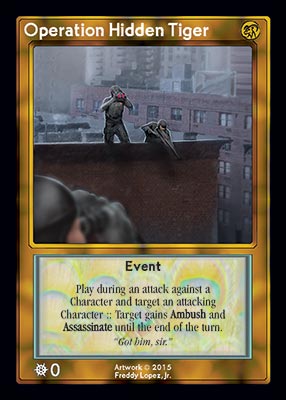 Operation Hidden Tiger
Event
Play during an attack against a
Character and target an attacking
Character :: Target gains Ambush and
Assassinate until the end of the turn.
"Got him, sir."
0
Artwork © 2015
Freddy Lopez, Jr.